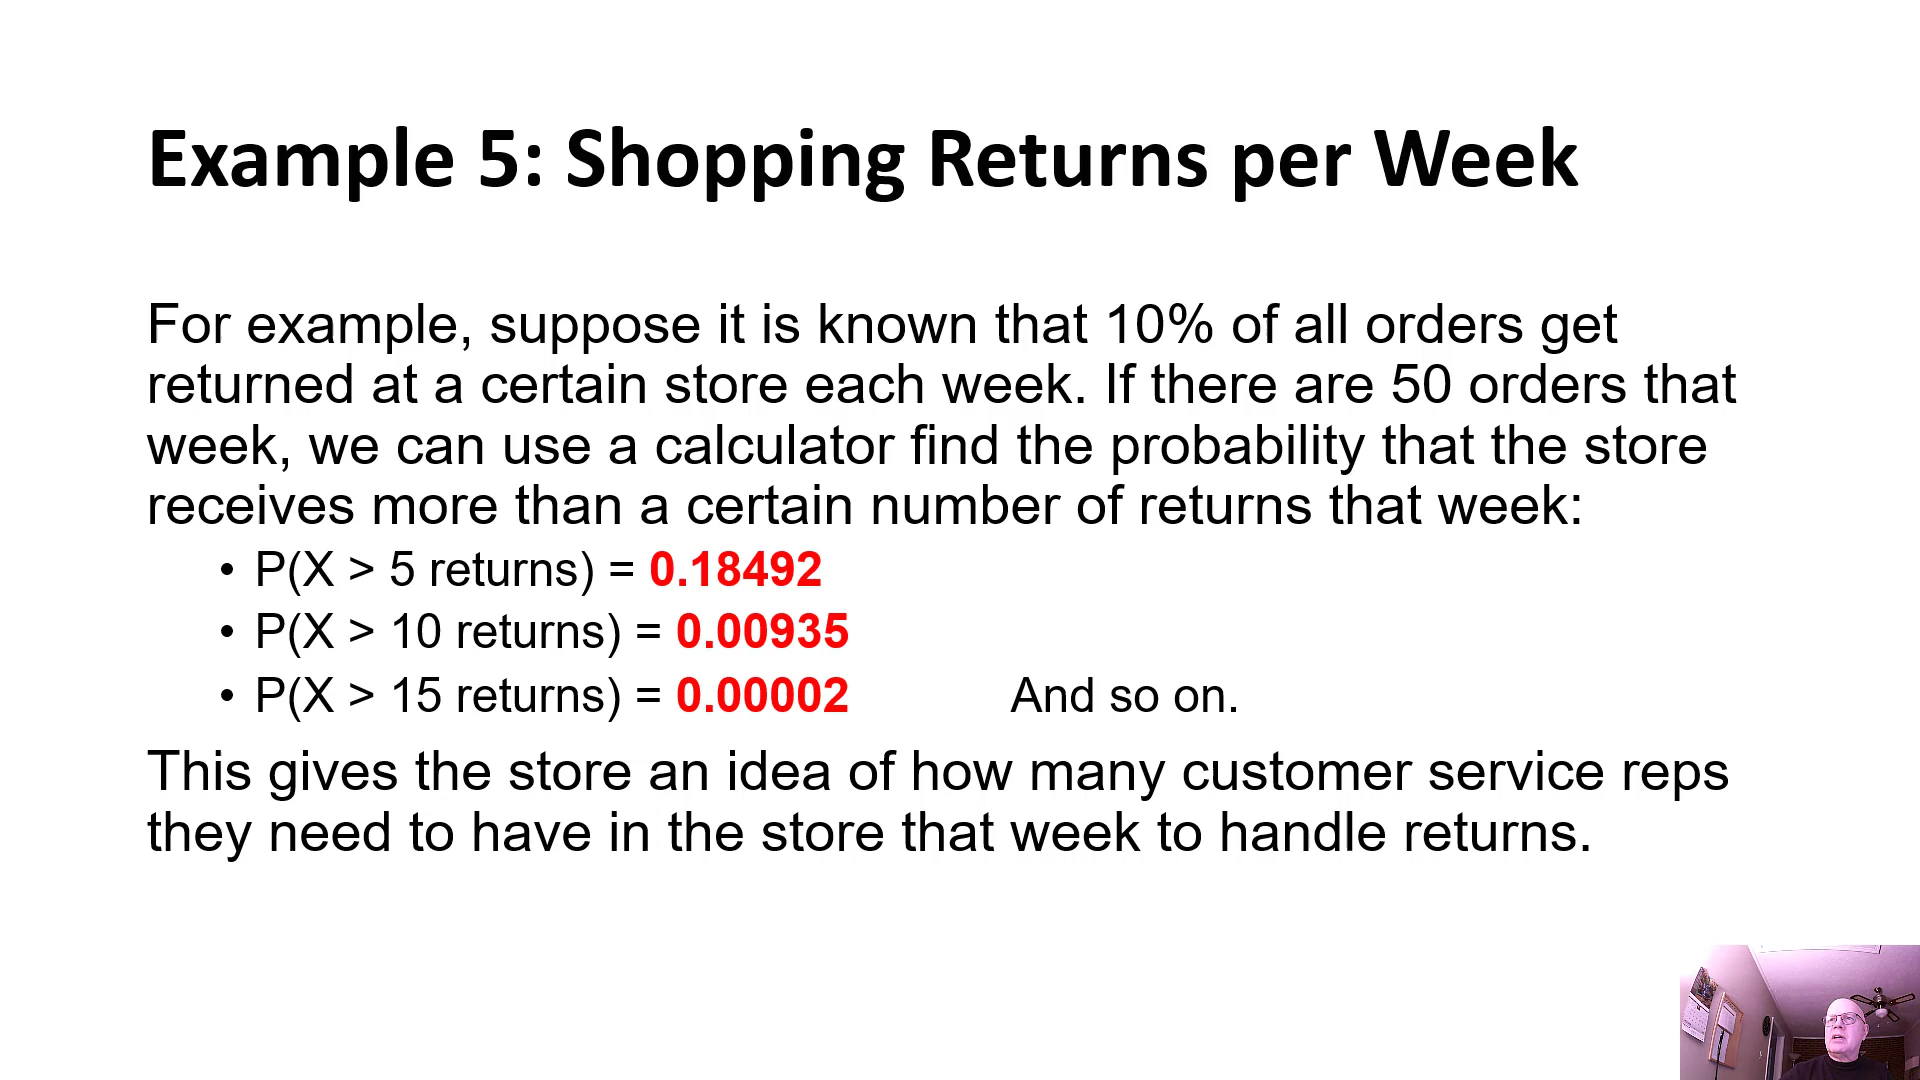 Example 5: Shopping Returns per Week
For example, suppose it is known that 10% of all orders get
returned at a certain store each week. If there are 50 orders that
week, we can use a calculator find the probability that the store
receives more than a certain number of returns that week:
• P(X > 5 returns) = 0.18492
• P(X > 10 returns) = 0.00935
• P(X > 15 returns) = 0.00002 And so on.
This gives the store an idea of how many customer service reps
they need to have in the store that week to handle returns.